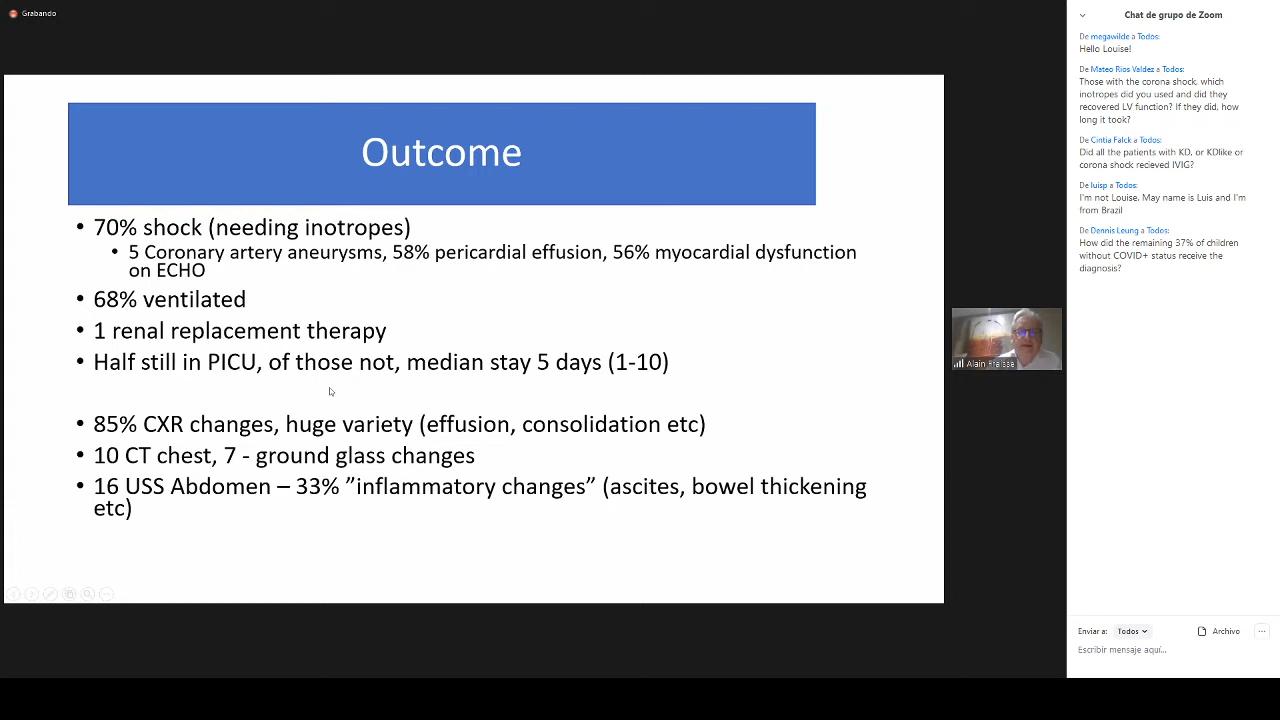 Grabando
Outcome
• 70% shock (needing inotropes)
• 5 Coronary artery aneurysms, 58% pericardial effusion, 56% myocardial dysfunction
on ECHO
• 68% ventilated
• 1 renal replacement therapy
• Half still in PICU, of those not, median stay 5 days (1-10)
• 85% CXR changes, huge variety (effusion, consolidation etc)
• 10 CT chest, 7 - ground glass changes
• 16 USS Abdomen – 33% ”inflammatory changes” (ascites, bowel thickening
etc)
Alain Fraisse
Chat de grupo de Zoom
De megawilde a Todos:
Hello Louise!
De Mateo Rios Valdez a Todos:
Those with the corona shock, which
inotropes did you used and did they
recovered LV function? If they did, how
long it took?
De Cintia Falck a Todos:
Did all the patients with KD, or KDlike or
corona shock recieved IVIG?
De luisp a Todos:
I'm not Louise. May name is Luis and I'm
from Brazil
De Dennis Leung a Todos:
How did the remaining 37% of children
without COVID+ status receive the
diagnosis?
Enviar a: Todos
Archivo
Escribir mensaje aquí...